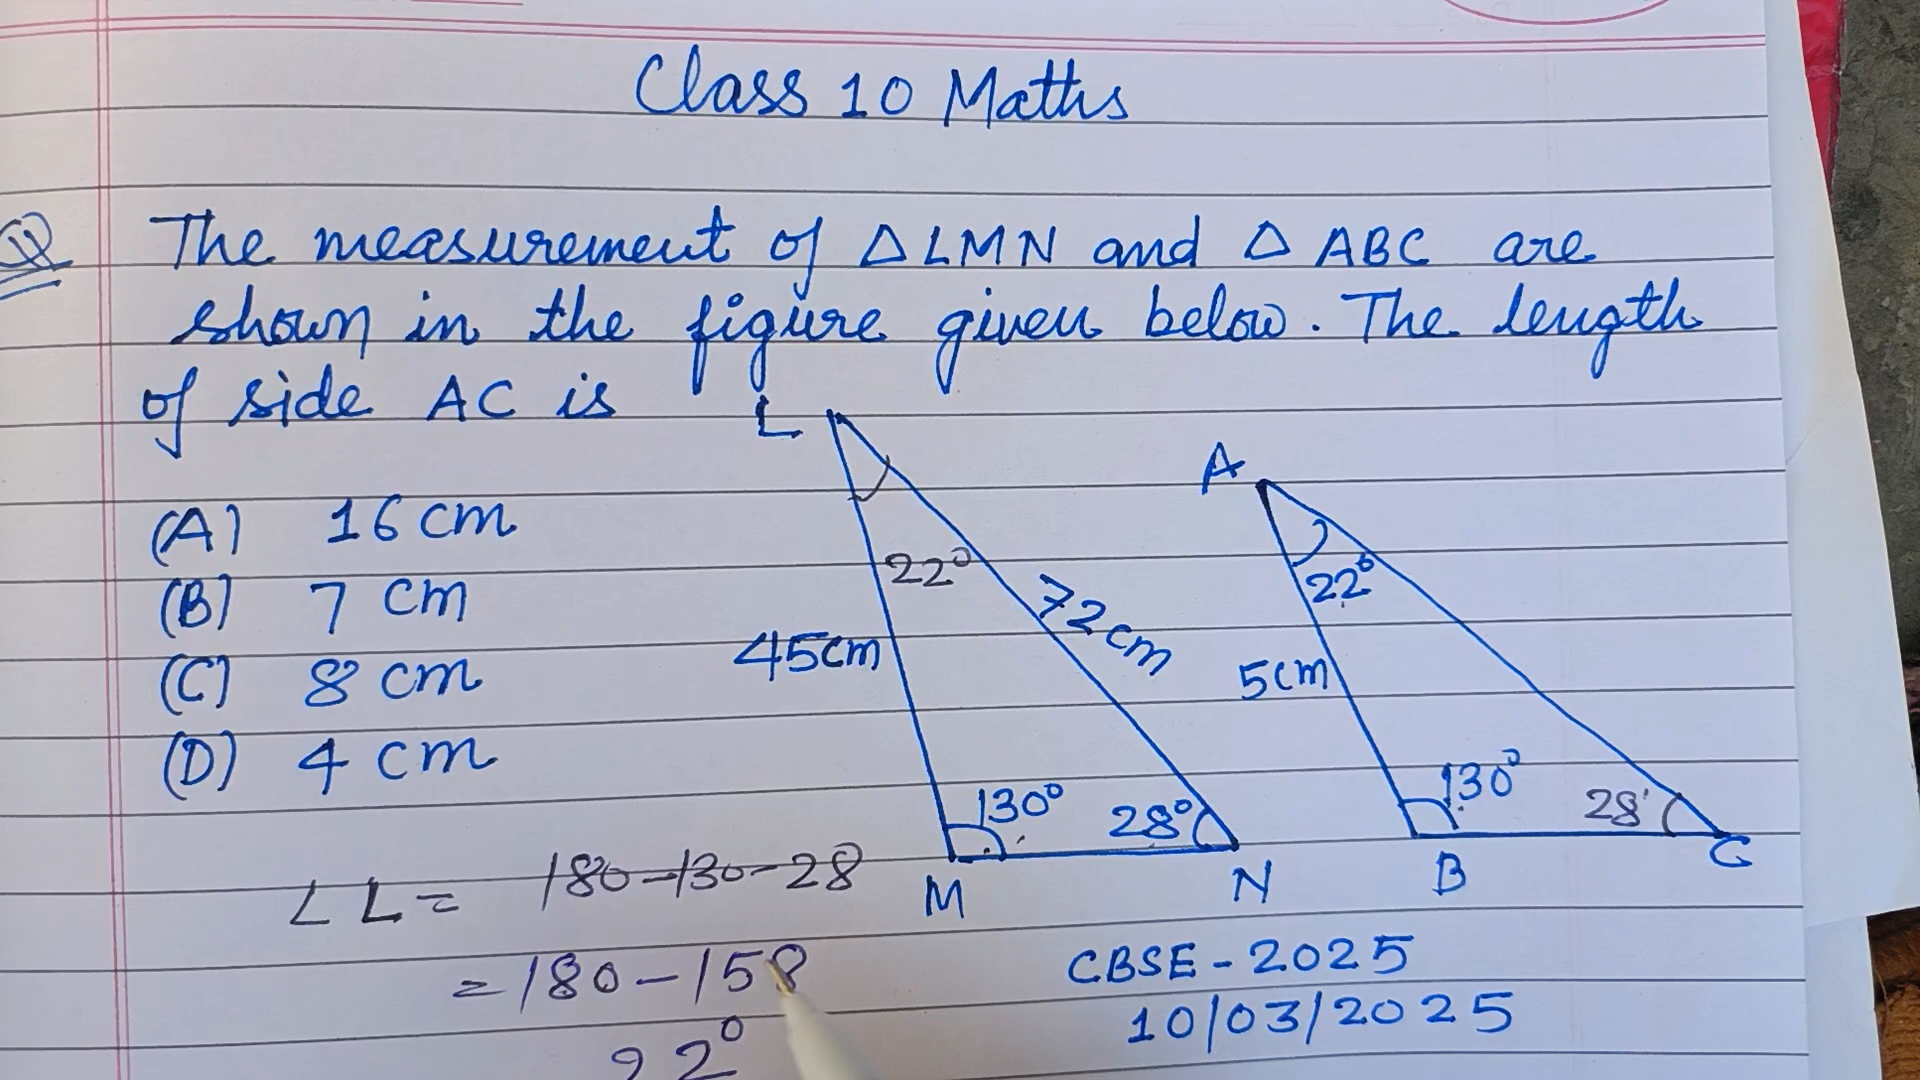 Class 10 Maths
Q The measurement of △LMN and △ABC are
shown in the figure given below. The length
of side AC is
(A) 16 cm
(B) 7 cm
(C) 8 cm
(D) 4 cm
L
22°
45cm
72cm
130°
28°
M
N
A
22°
5cm
130°
28°
B
C
∠L = 180-130-28
= 180-158
22°
CBSE-2025
10/03/2025